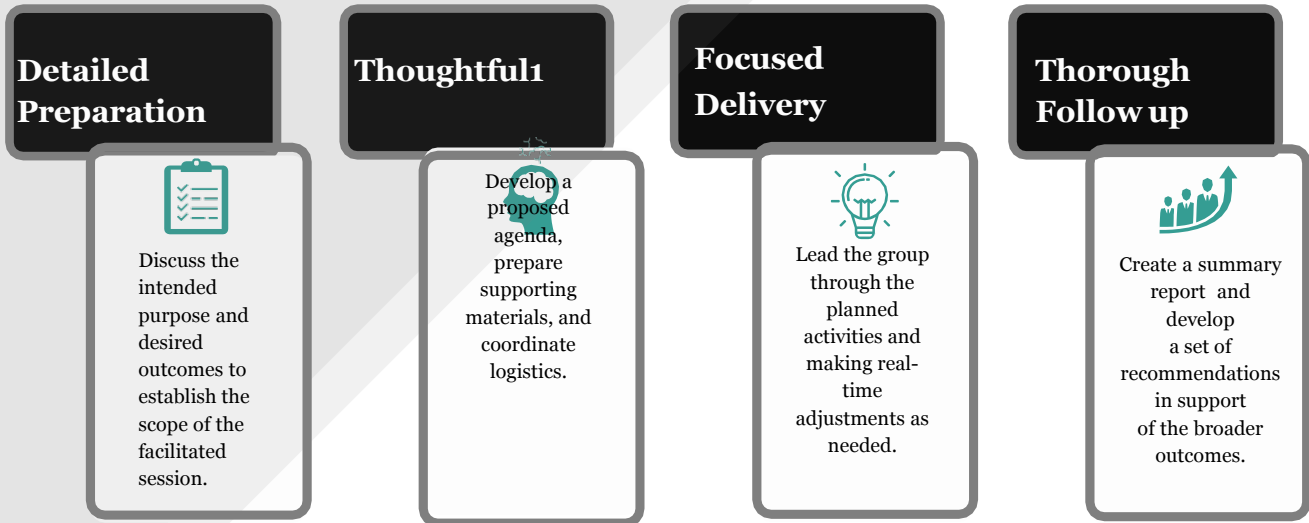 Detailed
Preparation
Discuss the
intended
purpose and
desired
outcomes to
establish the
scope of the
facilitated
session.
Thoughtful1
Develop a
proposed
agenda,
prepare
supporting
materials, and
coordinate
logistics.
Focused
Delivery
Lead the group
through the
planned
activities and
making real-
time
adjustments as
needed.
Thorough
Follow up
Create a summary
report and
develop
a set of
recommendations
in support
of the broader
outcomes.